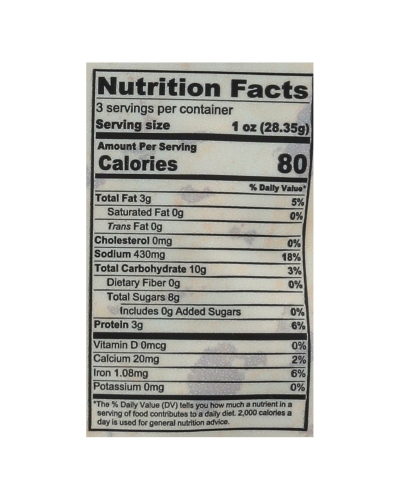 Nutrition Facts
3 servings per container
Serving size 1 oz (28.35g)
Amount Per Serving
Calories 80
% Daily Value*
Total Fat 3g 5%
Saturated Fat 0g 0%
Trans Fat 0g
Cholesterol 0mg 0%
Sodium 430mg 18%
Total Carbohydrate 10g 3%
Dietary Fiber 0g 0%
Total Sugars 8g
Includes 0g Added Sugars 0%
Protein 3g 6%
Vitamin D 0mcg 0%
Calcium 20mg 2%
Iron 1.08mg 6%
Potassium 0mg 0%
*The % Daily Value (DV) tells you how much a nutrient in a
serving of food contributes to a daily diet. 2,000 calories a
day is used for general nutrition advice.